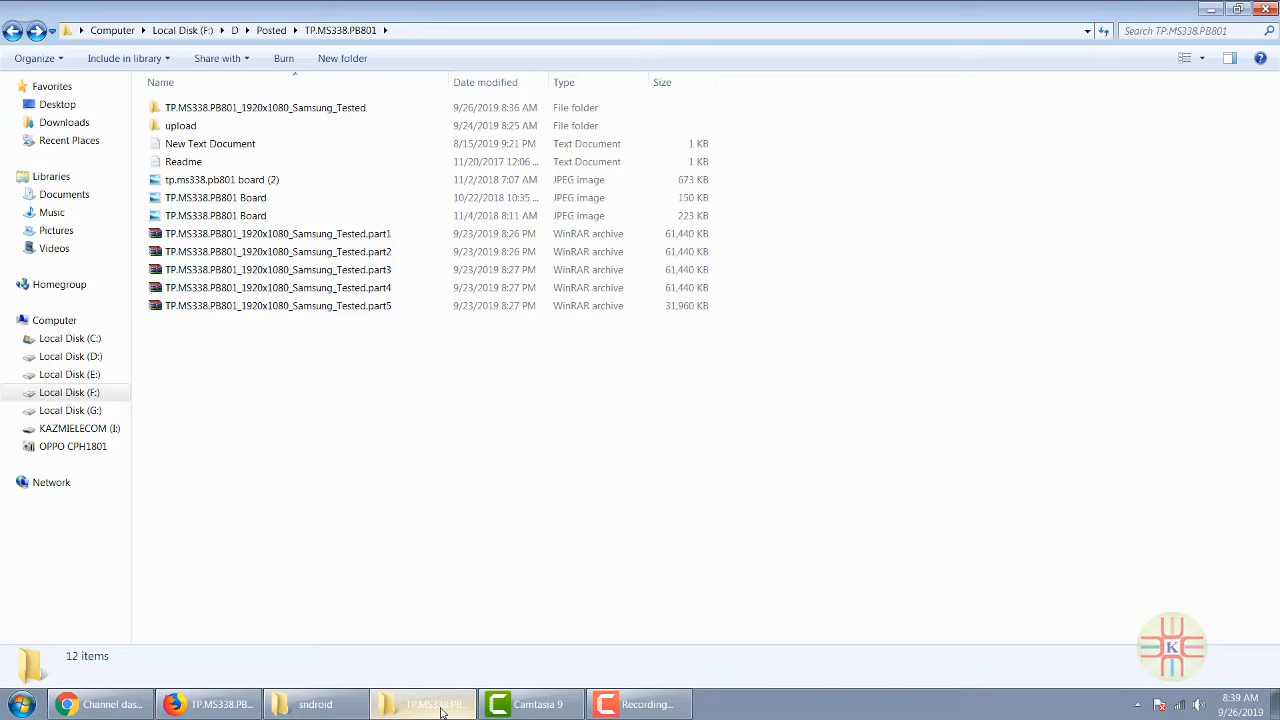 Computer Local Disk (F:) D Posted TP.MS338.PB801 Search TP.MS338.PB801
Organize Include in library Share with Burn New folder
Name Date modified Type Size
Favorites
Desktop
Downloads
Recent Places
Libraries
Documents
Music
Pictures
Videos
Homegroup
Computer
Local Disk (C:)
Local Disk (D:)
Local Disk (E:)
Local Disk (F:)
Local Disk (G:)
KAZMIELECOM (I:)
OPPO CPH1801
Network
TP.MS338.PB801_1920x1080_Samsung_Tested 9/26/2019 8:36 AM File folder
upload 9/24/2019 8:25 AM File folder
New Text Document 8/15/2019 9:21 PM Text Document 1 KB
Readme 11/20/2017 12:06 ... Text Document 1 KB
tp.ms338.pb801 board (2) 11/2/2018 7:07 AM JPEG image 673 KB
TP.MS338.PB801 Board 10/22/2018 10:35 ... JPEG image 150 KB
TP.MS338.PB801 Board 11/4/2018 8:11 AM JPEG image 223 KB
TP.MS338.PB801_1920x1080_Samsung_Tested.part1 9/23/2019 8:26 PM WinRAR archive 61,440 KB
TP.MS338.PB801_1920x1080_Samsung_Tested.part2 9/23/2019 8:26 PM WinRAR archive 61,440 KB
TP.MS338.PB801_1920x1080_Samsung_Tested.part3 9/23/2019 8:27 PM WinRAR archive 61,440 KB
TP.MS338.PB801_1920x1080_Samsung_Tested.part4 9/23/2019 8:27 PM WinRAR archive 61,440 KB
TP.MS338.PB801_1920x1080_Samsung_Tested.part5 9/23/2019 8:27 PM WinRAR archive 31,960 KB
12 items
K
Channel das... TP.MS338.PB... sndroid TP.MS338.PB... Camtasia 9 Recording...
8:39 AM
9/26/2019